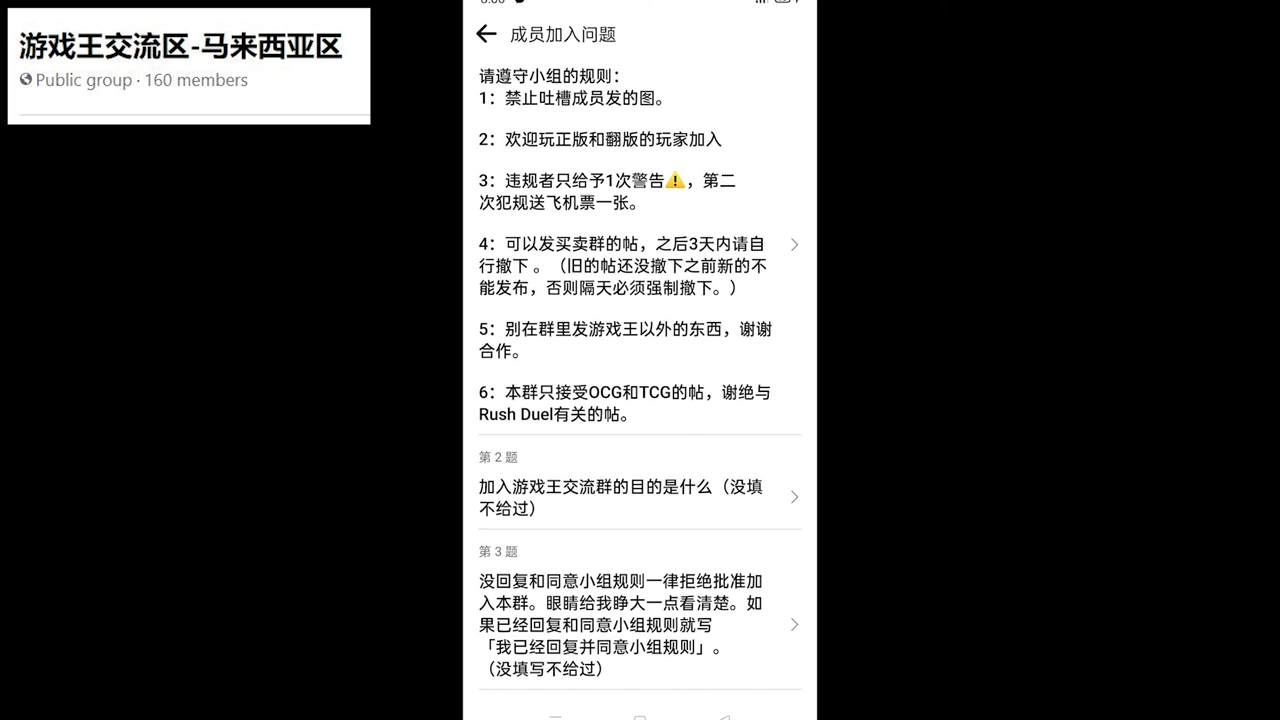 游戏王交流区-马来西亚区
Public group · 160 members
成员加入问题
请遵守小组的规则：
1：禁止吐槽成员发的图。
2：欢迎玩正版和翻版的玩家加入
3：违规者只给予1次警告⚠️，第二
次犯规送飞机票一张。
4：可以发买卖群的帖，之后3天内请自
行撤下 。（旧的帖还没撤下之前新的不
能发布，否则隔天必须强制撤下。）
5：别在群里发游戏王以外的东西，谢谢
合作。
6：本群只接受OCG和TCG的帖，谢绝与
Rush Duel有关的帖。
第 2 题
加入游戏王交流群的目的是什么（没填
不给过）
第 3 题
没回复和同意小组规则一律拒绝批准加
入本群。眼睛给我睁大一点看清楚。如
果已经回复和同意小组规则就写
「我已经回复并同意小组规则」。
（没填写不给过）